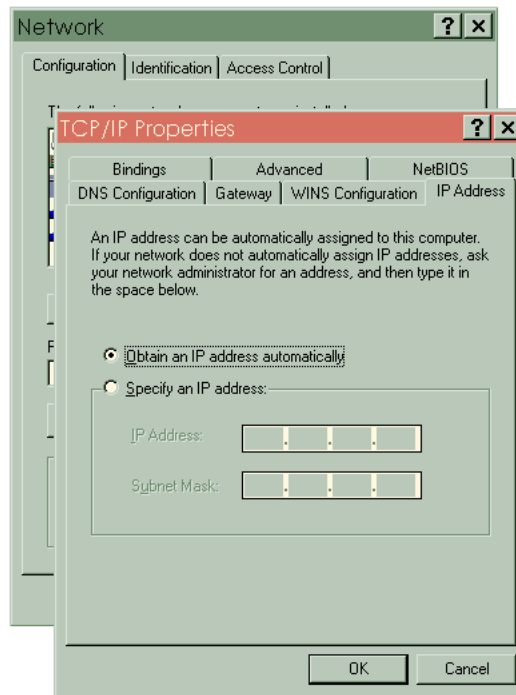 Network
Configuration Identification Access Control
TCP/IP Properties
Bindings Advanced NetBIOS
DNS Configuration Gateway WINS Configuration IP Address
An IP address can be automatically assigned to this computer.
If your network does not automatically assign IP addresses, ask
your network administrator for an address, and then type it in
the space below.
Obtain an IP address automatically
Specify an IP address:
IP Address:
Subnet Mask:
OK Cancel